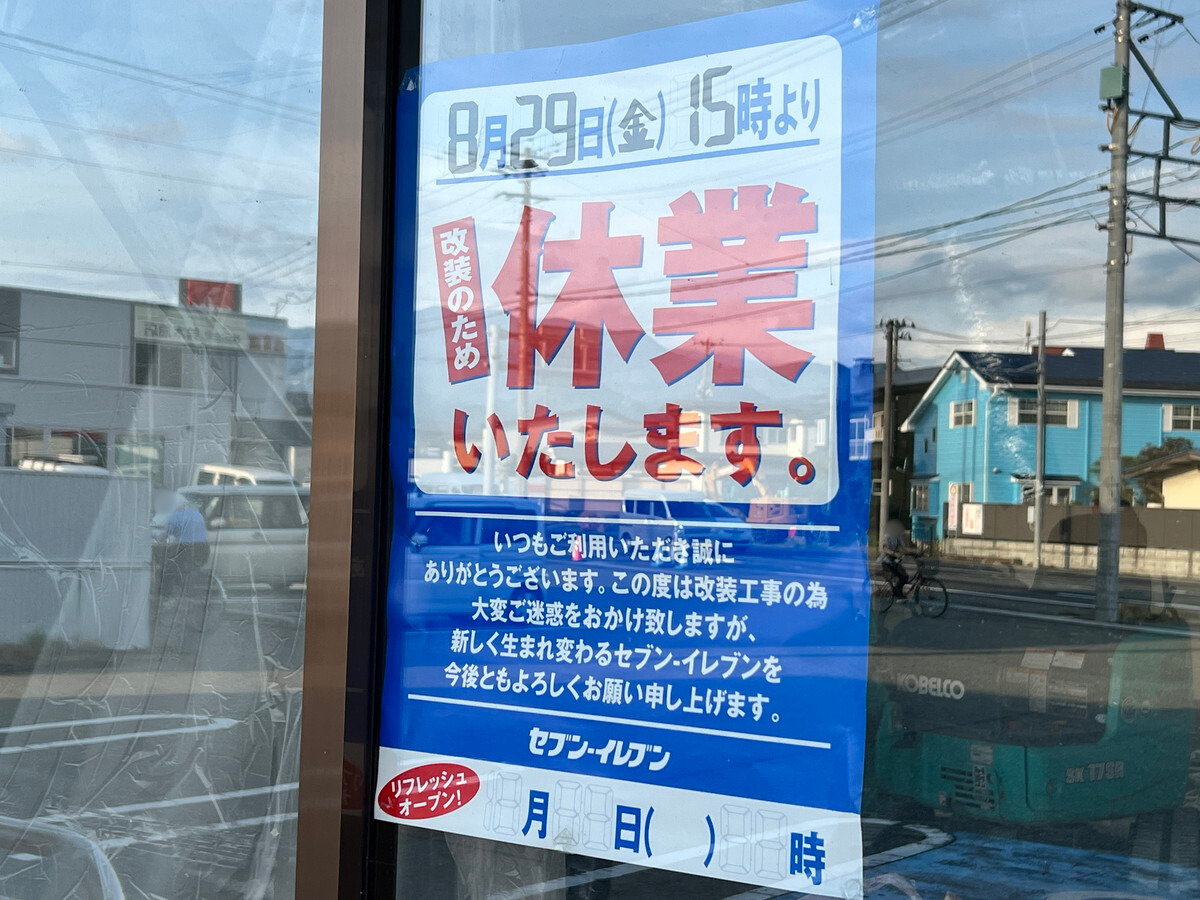 8月29日(金) 15時より
改装のため
休業
いたします。
いつもご利用いただき誠に
ありがとうございます。この度は改装工事の為
大変ご迷惑をおかけ致しますが、
新しく生まれ変わるセブン-イレブンを
今後ともよろしくお願い申し上げます。
セブン-イレブン
リフレッシュ
オープン!
月 日( ) 時
KOBELCO
SK 17SR